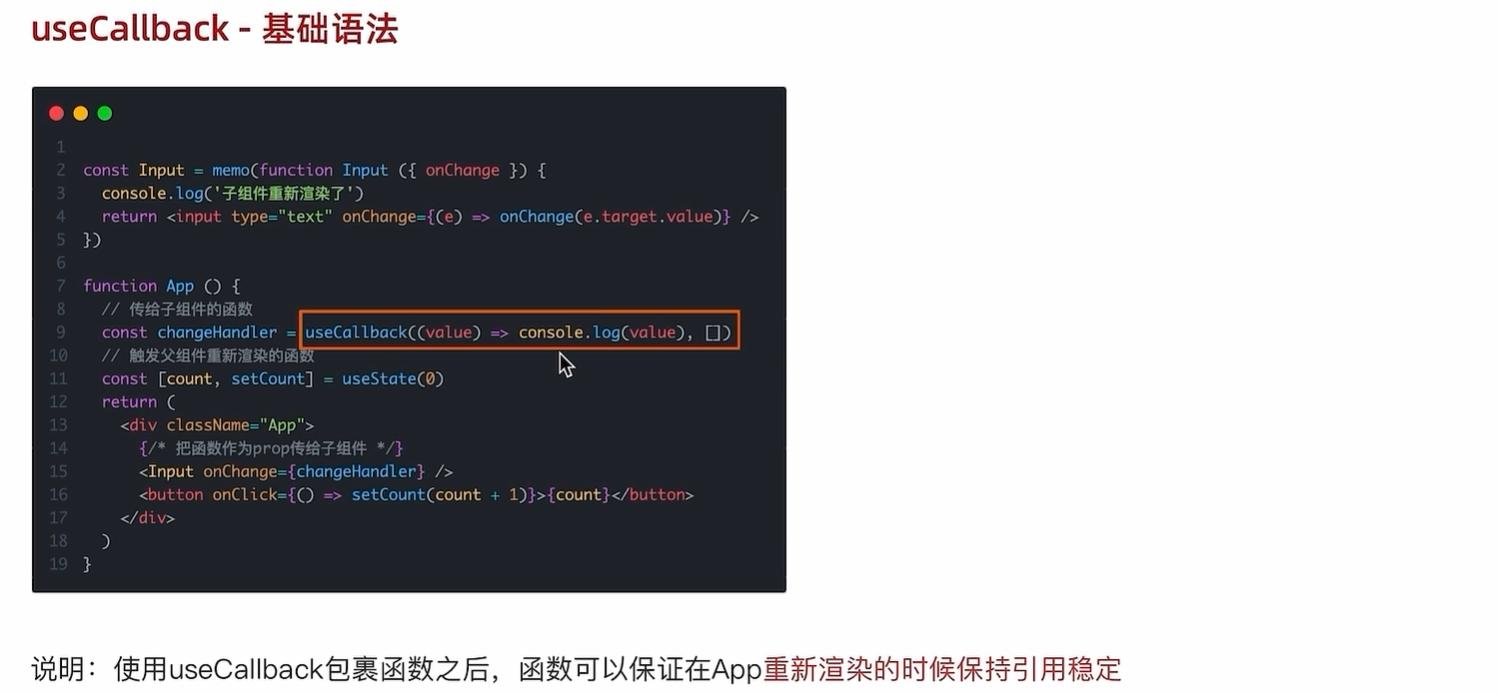 useCallback - 基础语法
1
2 const Input = memo(function Input ({ onChange }) {
3 console.log('子组件重新渲染了')
4 return <input type="text" onChange={(e) => onChange(e.target.value)} />
5 })
6
7 function App () {
8 // 传给子组件的函数
9 const changeHandler = useCallback((value) => console.log(value), [])
10 // 触发父组件重新渲染的函数
11 const [count, setCount] = useState(0)
12 return (
13 <div className="App">
14 {/* 把函数作为prop传给子组件 */}
15 <Input onChange={changeHandler} />
16 <button onClick={() => setCount(count + 1)}>{count}</button>
17 </div>
18 )
19 }
说明：使用useCallback包裹函数之后，函数可以保证在App重新渲染的时候保持引用稳定